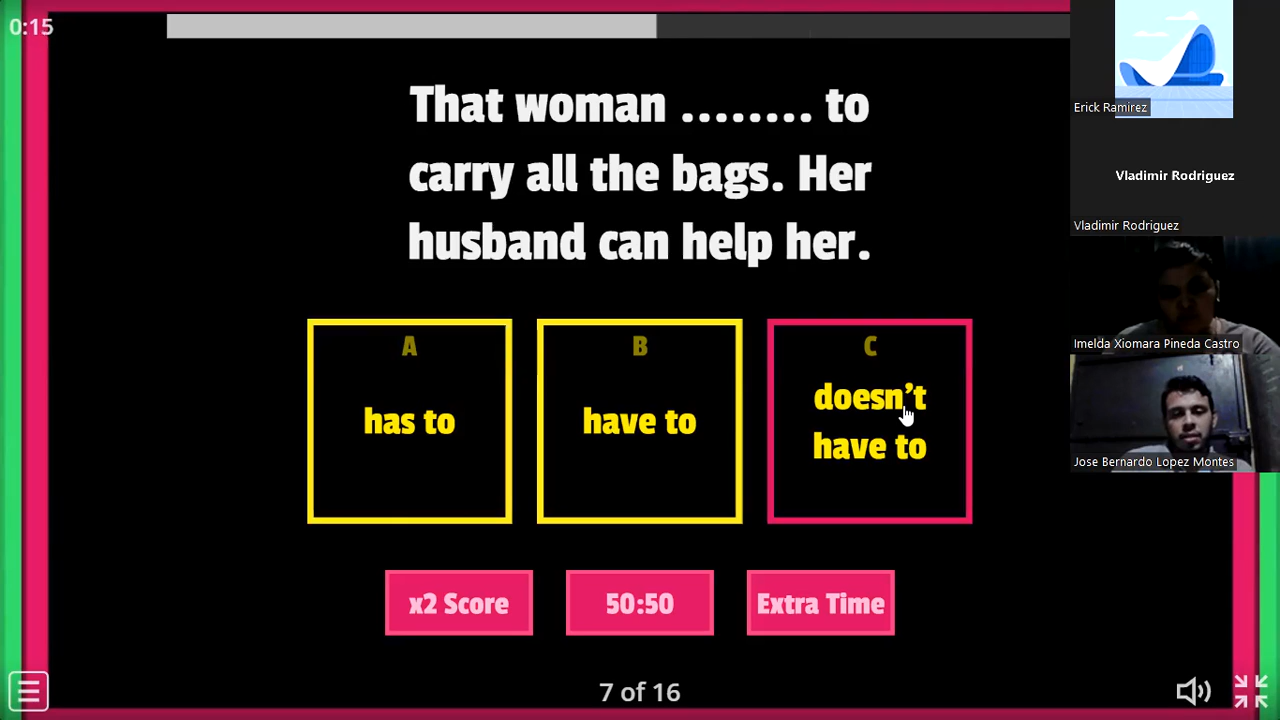 0:15
That woman ........ to
carry all the bags. Her
husband can help her.
A
has to
B
have to
C
doesn't
have to
x2 Score
50:50
Extra Time
7 of 16
Erick Ramirez
Vladimir Rodriguez
Vladimir Rodriguez
Imelda Xiomara Pineda Castro
Jose Bernardo Lopez Montes